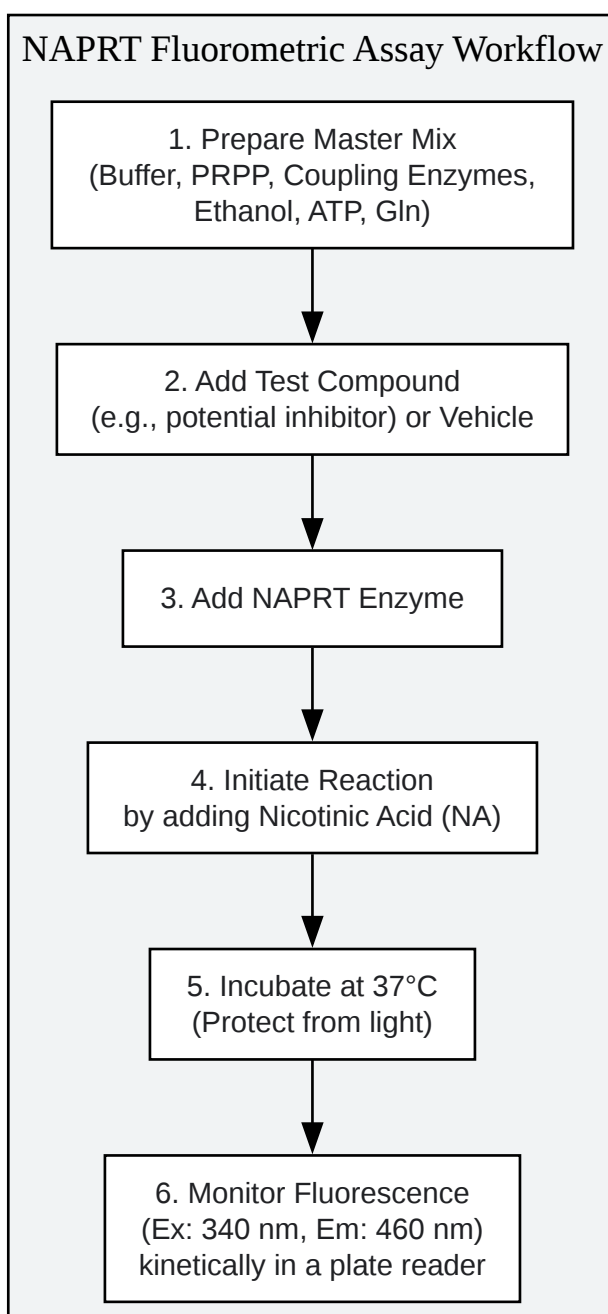 NAPRT Fluorometric Assay Workflow
1. Prepare Master Mix
(Buffer, PRPP, Coupling Enzymes,
Ethanol, ATP, Gln)
2. Add Test Compound
(e.g., potential inhibitor) or Vehicle
3. Add NAPRT Enzyme
4. Initiate Reaction
by adding Nicotinic Acid (NA)
5. Incubate at 37°C
(Protect from light)
6. Monitor Fluorescence
(Ex: 340 nm, Em: 460 nm)
kinetically in a plate reader